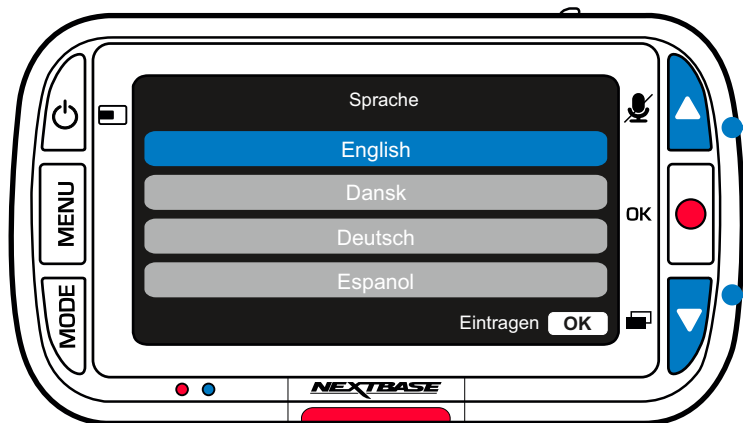 Sprache
English
Dansk
Deutsch
Espanol
Eintragen OK
MENU
MODE
OK
NEXTBASE